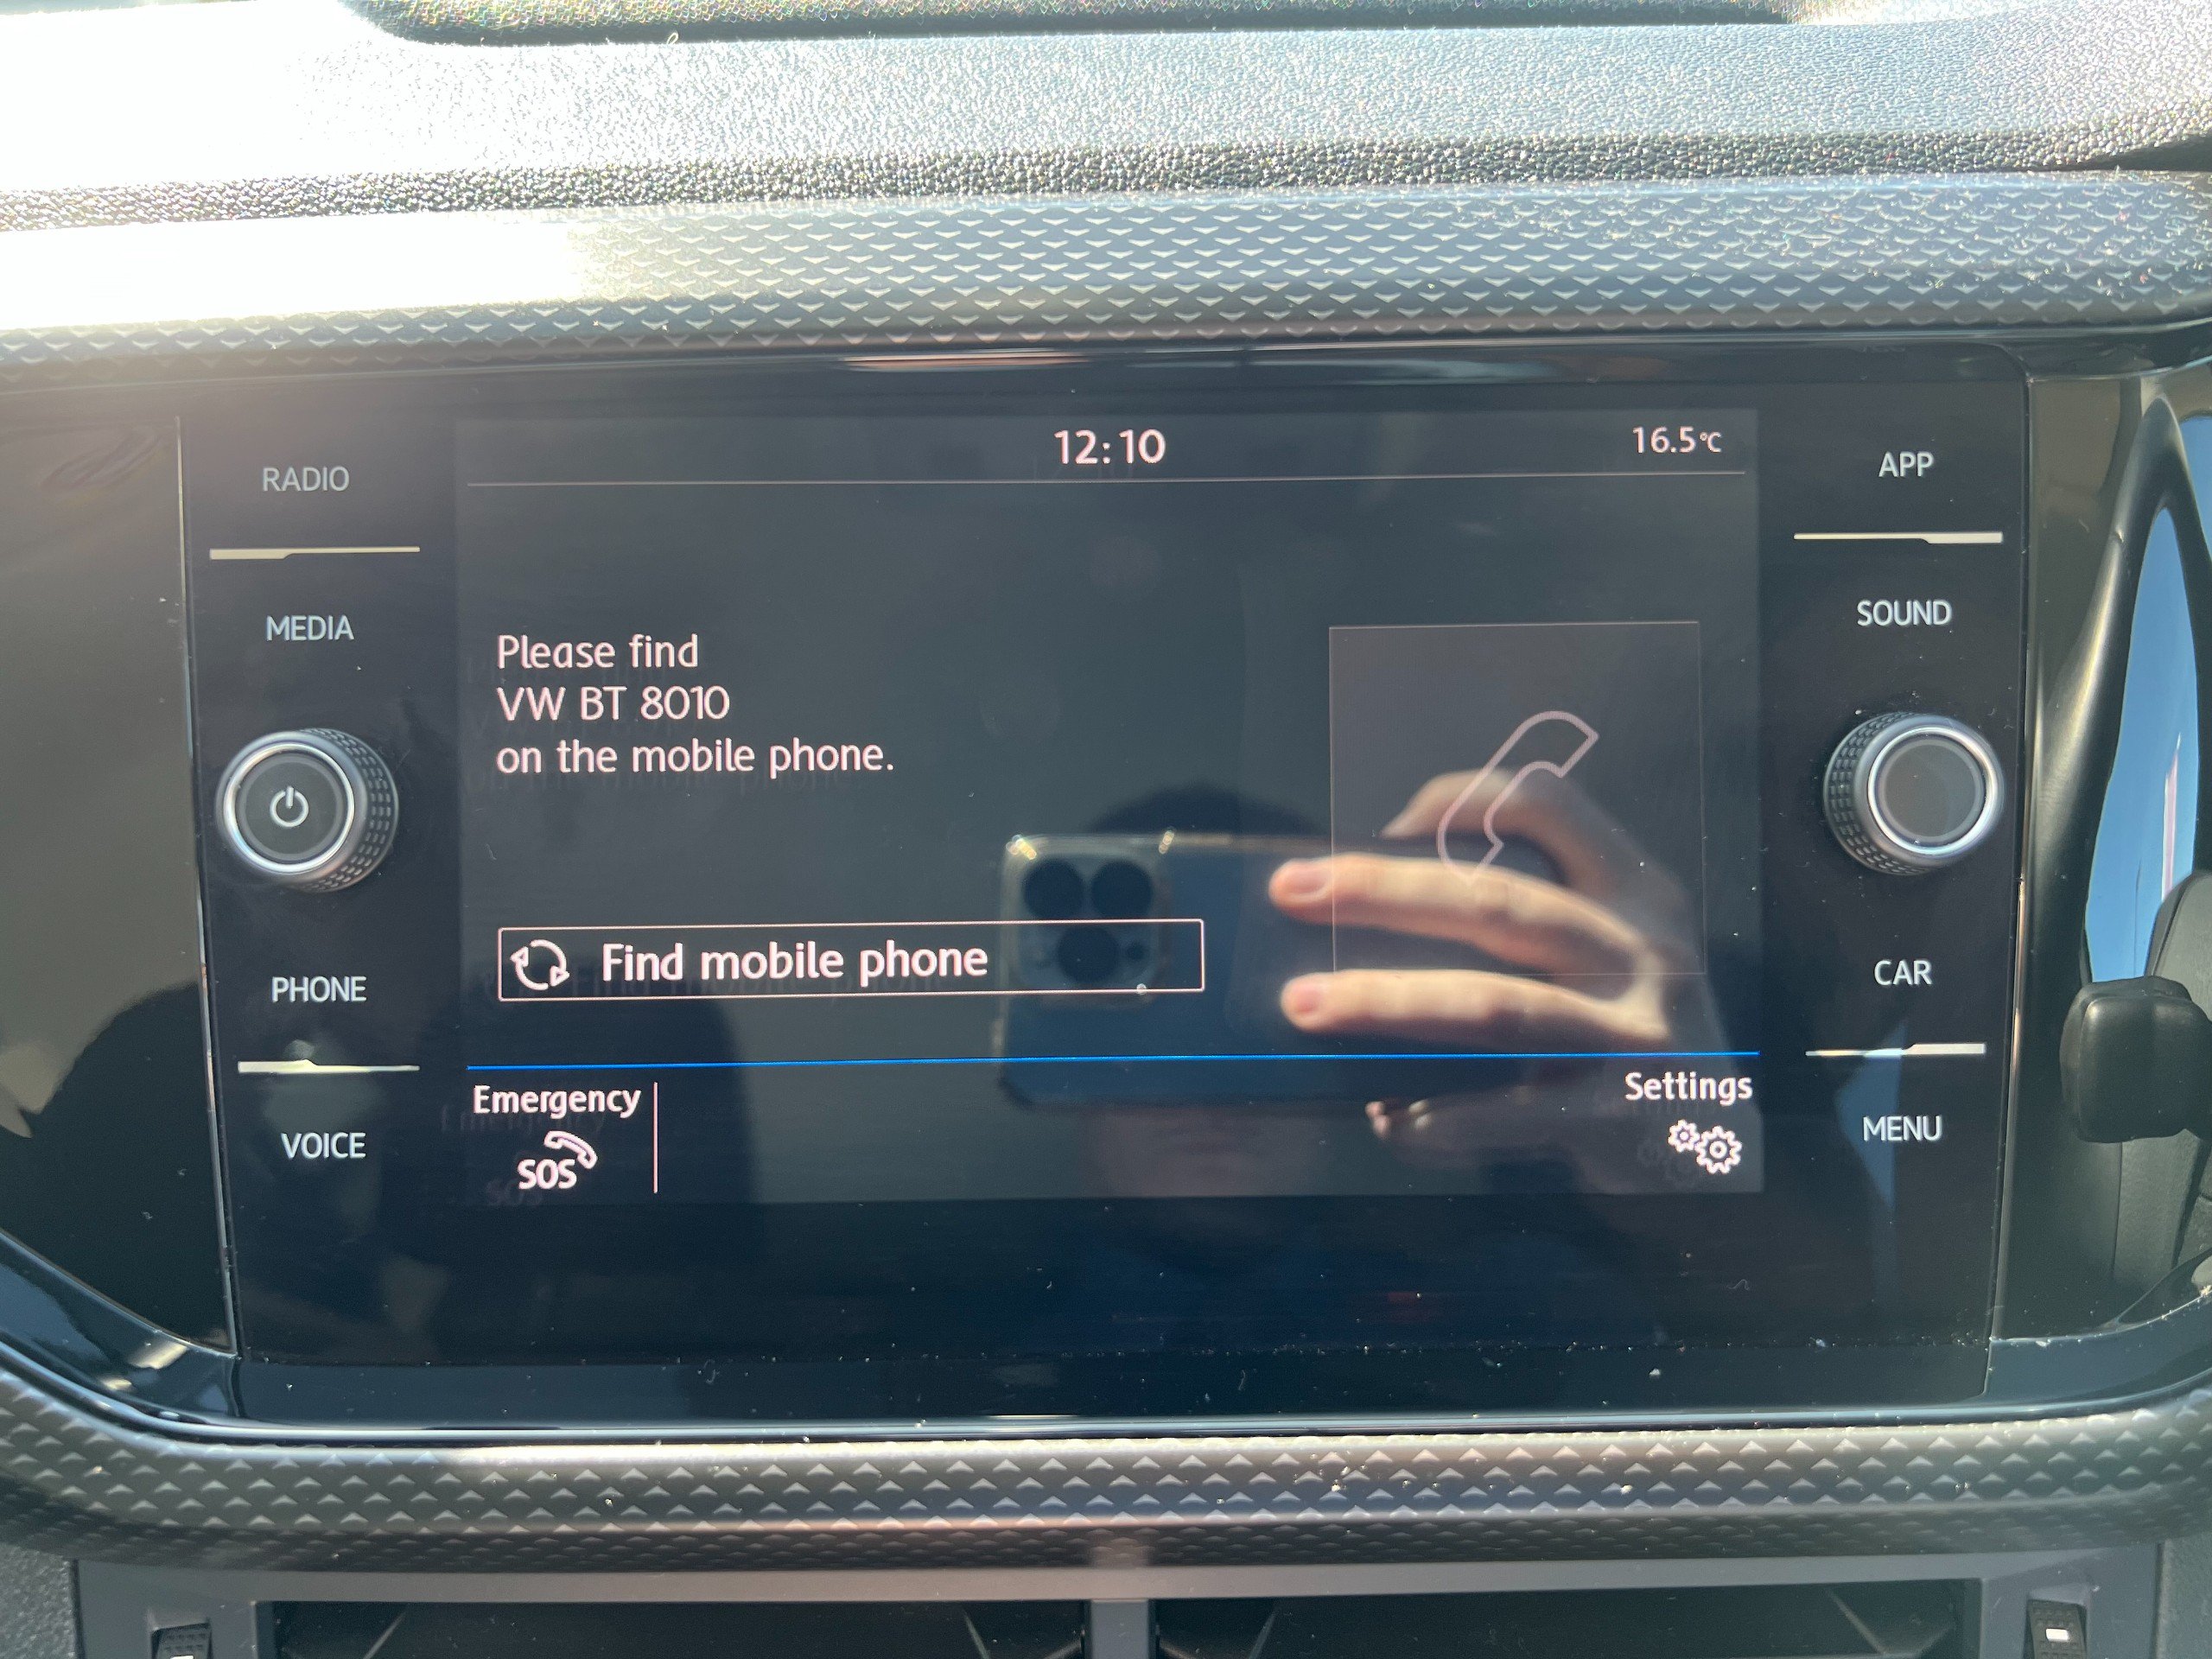 12:10
16.5°C
RADIO
MEDIA
PHONE
VOICE
Please find
VW BT 8010
on the mobile phone.
Find mobile phone
Emergency
SOS
Settings
APP
SOUND
CAR
MENU